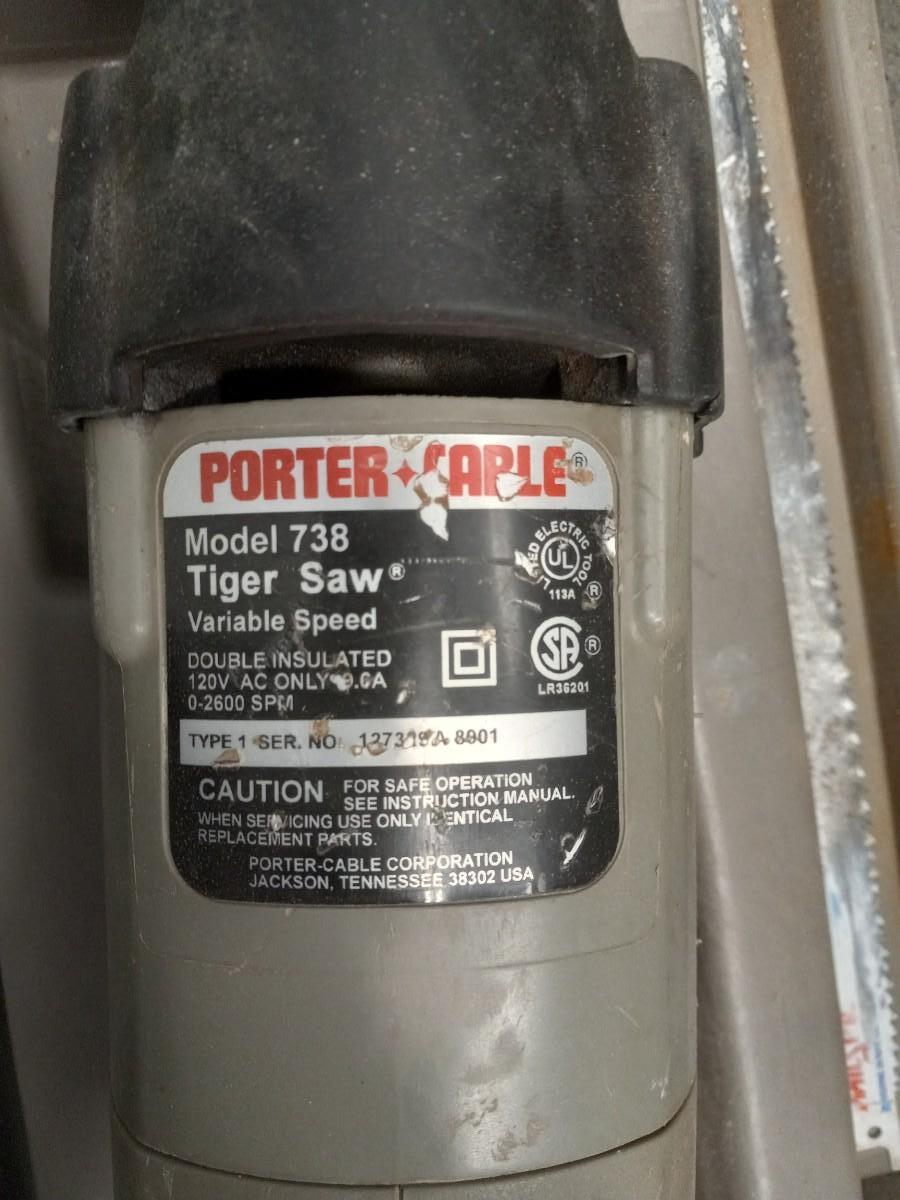 PORTER+CABLE®
Model 738
Tiger Saw®
Variable Speed
LISTED ELECTRIC TOOL
UL
113A ®
DOUBLE INSULATED
120V AC ONLY
0-2600 SPM
SA ®
LR36201
TYPE 1 SER. NO.
CAUTION FOR SAFE OPERATION
SEE INSTRUCTION MANUAL.
WHEN SERVICING USE ONLY IDENTICAL
REPLACEMENT PARTS.
PORTER-CABLE CORPORATION
JACKSON, TENNESSEE 38302 USA